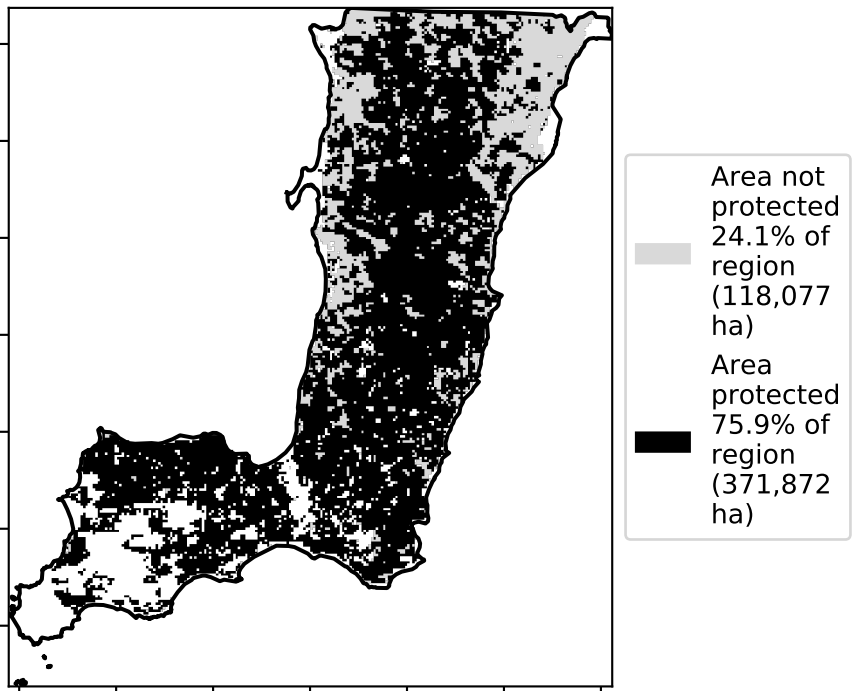 Area not
protected
24.1% of
region
(118,077
ha)
Area
protected
75.9% of
region
(371,872
ha)